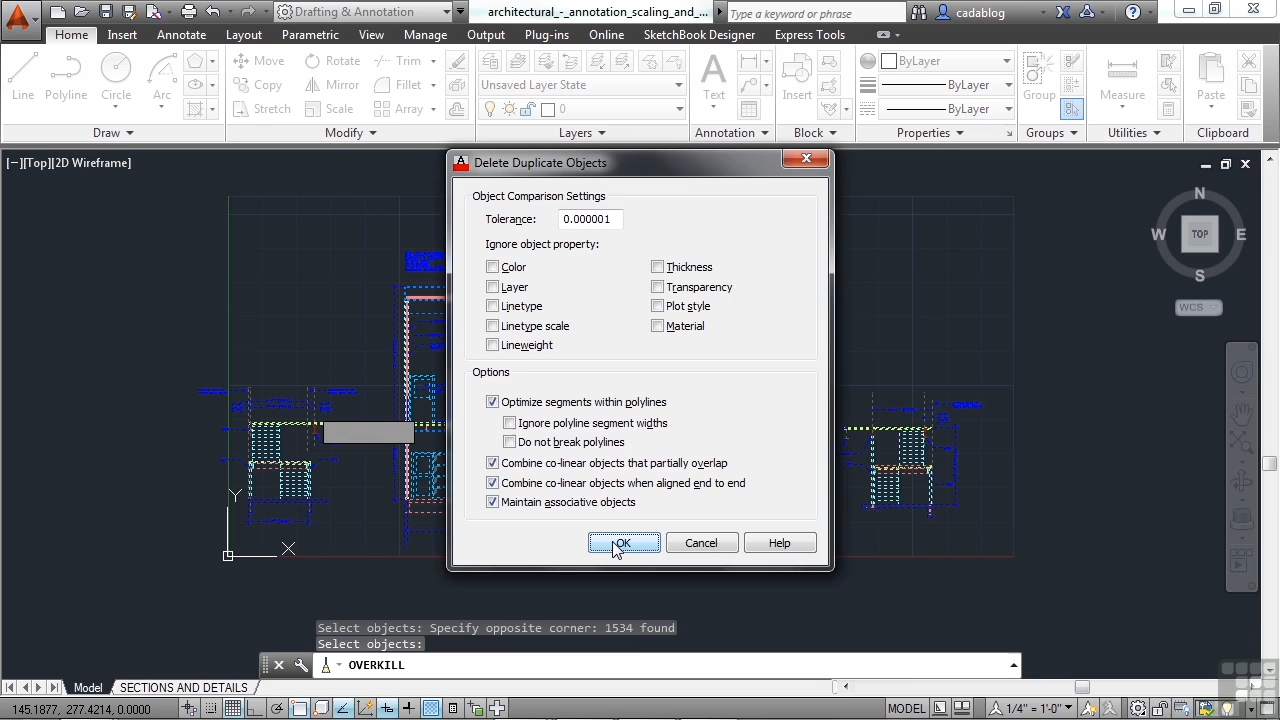 Drafting & Annotation
architectural_-_annotation_scaling_and_...
Type a keyword or phrase
cadablog
Home Insert Annotate Layout Parametric View Manage Output Plug-ins Online SketchBook Designer Express Tools
Line Polyline Circle Arc
Move Rotate Trim
Copy Mirror Fillet
Stretch Scale Array
Unsaved Layer State
0
Text
Insert
ByLayer
ByLayer
ByLayer
Group
Measure
Paste
Draw Modify Layers Annotation Block Properties Groups Utilities Clipboard
[−][Top][2D Wireframe]
N
W TOP E
S
WCS
Delete Duplicate Objects
Object Comparison Settings
Tolerance: 0.000001
Ignore object property:
Color Thickness
Layer Transparency
Linetype Plot style
Linetype scale Material
Lineweight
Options
Optimize segments within polylines
Ignore polyline segment widths
Do not break polylines
Combine co-linear objects that partially overlap
Combine co-linear objects when aligned end to end
Maintain associative objects
OK Cancel Help
Y
X
Select objects: Specify opposite corner: 1534 found
Select objects:
OVERKILL
Model SECTIONS AND DETAILS
145.1877, 277.4214, 0.0000
MODEL
1/4" = 1'-0"